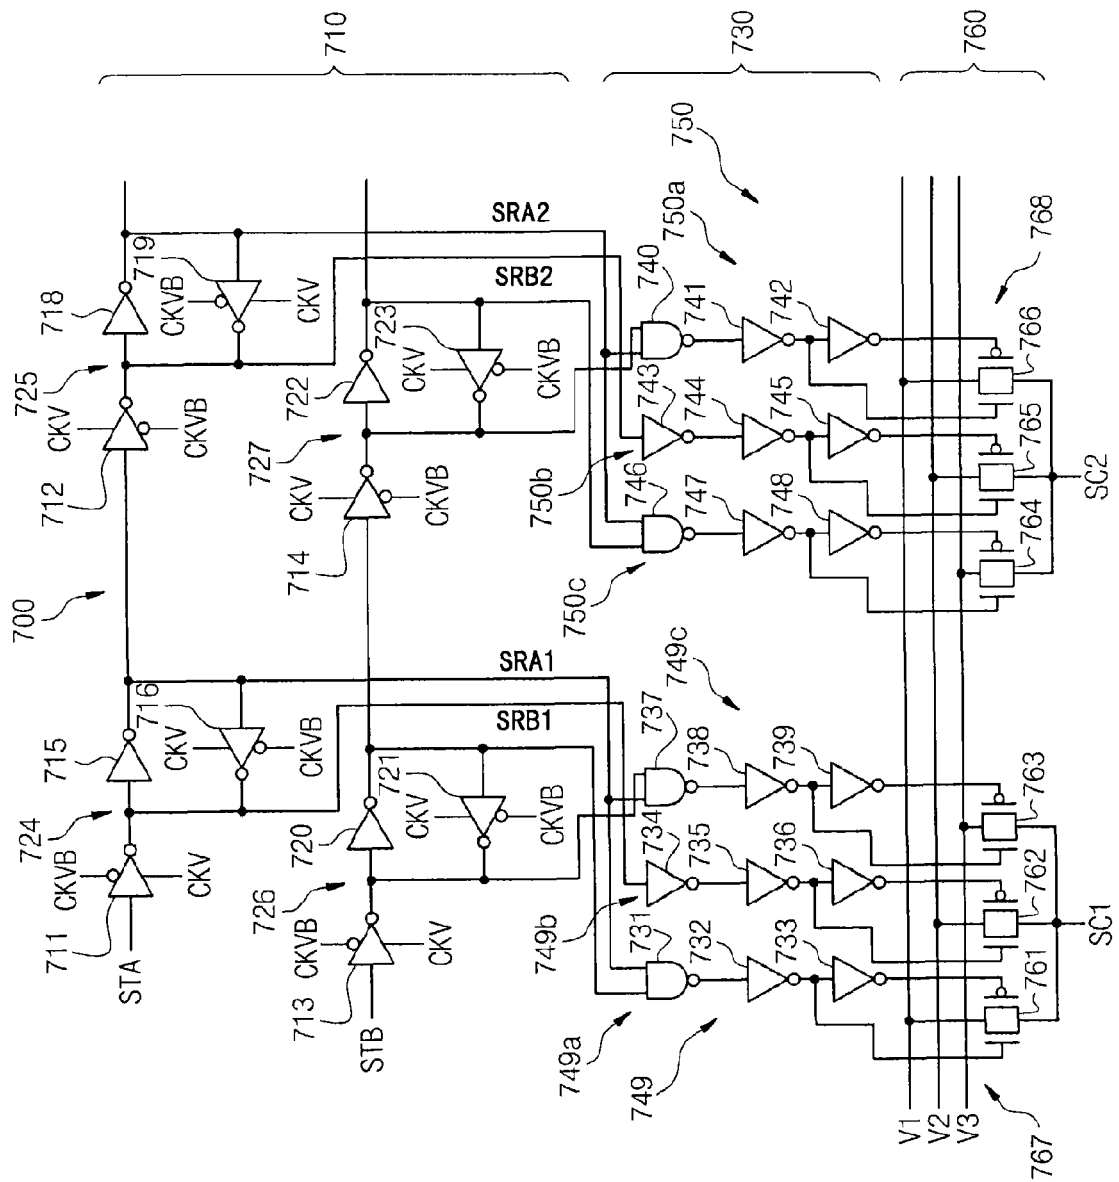 710
730
760
700
725
718
719
CKVB
CKV
CKV
CKVB
712
SRA2
SRB2
727
722
723
CKV
CKVB
CKV
CKVB
714
750
750a
740
741
742
750b
743
744
745
746
747
748
750c
768
766
765
764
SC2
724
715
716
CKV
CKVB
CKVB
CKV
711
STA
SRA1
SRB1
726
720
721
CKV
CKVB
CKVB
CKV
713
STB
749c
737
738
739
749b
734
735
736
731
732
733
749a
749
763
762
761
SC1
V1
V2
V3
767